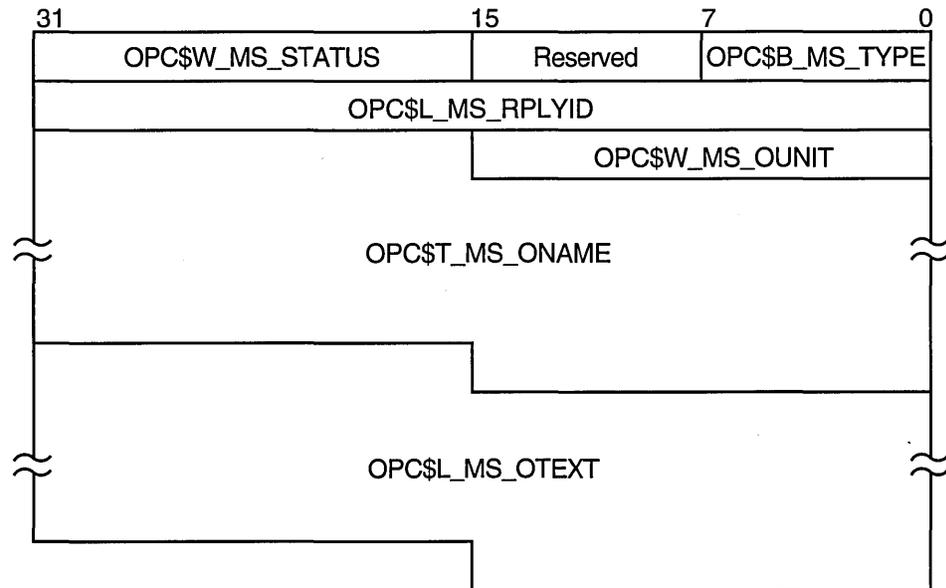 31 15 7 0
OPC$W_MS_STATUS Reserved OPC$B_MS_TYPE
OPC$L_MS_RPLYID
OPC$W_MS_OUNIT
OPC$T_MS_ONAME
OPC$L_MS_OTEXT